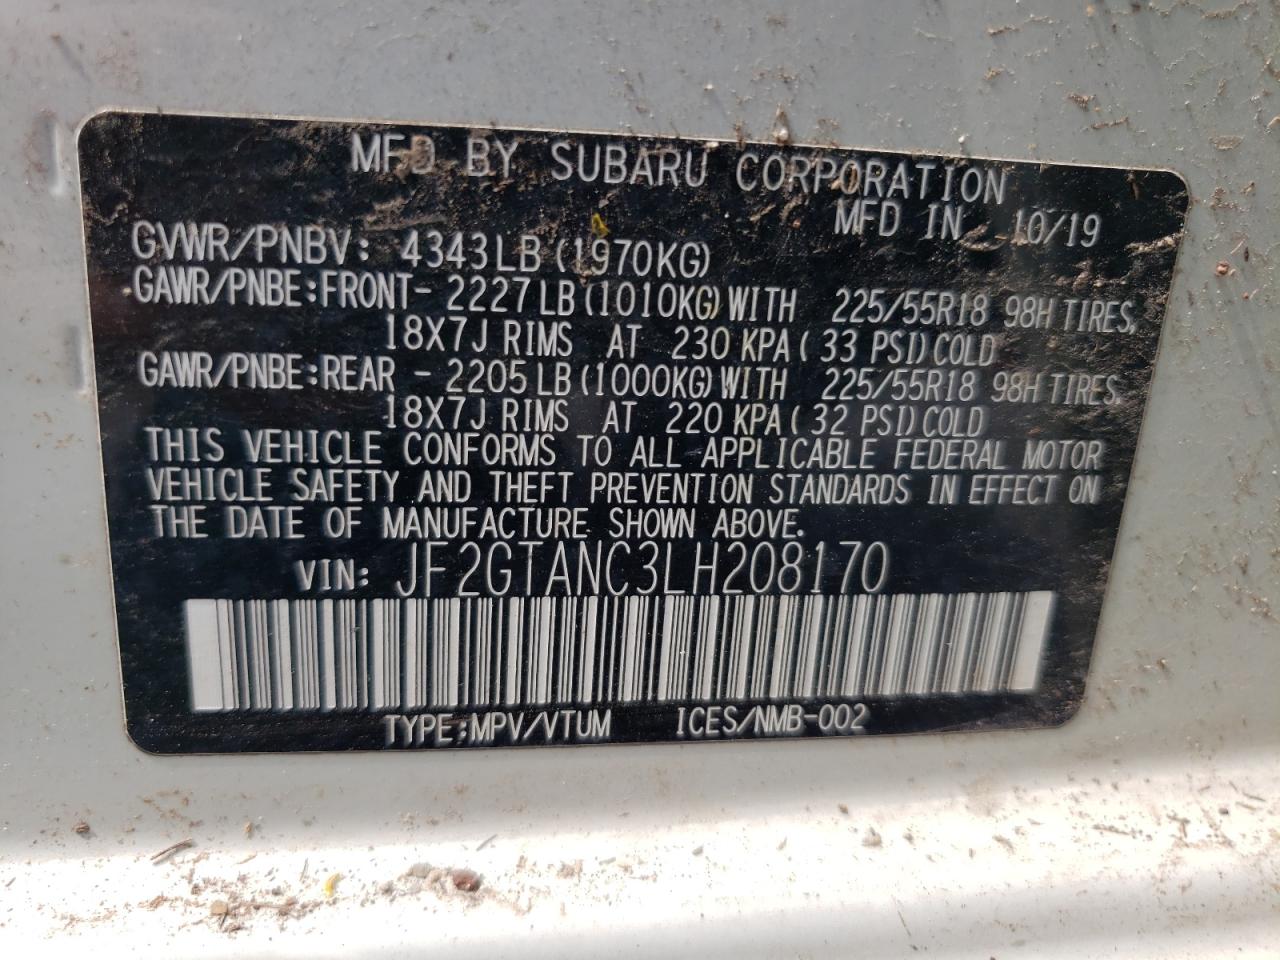 MFD BY SUBARU CORPORATION
MFD IN 10/19
GVWR/PNBV: 4343LB (1970KG)
GAWR/PNBE:FRONT- 2227LB (1010KG) WITH 225/55R18 98H TIRES,
18X7J RIMS AT 230 KPA ( 33 PSI) COLD
GAWR/PNBE:REAR - 2205LB (1000KG) WITH 225/55R18 98H TIRES,
18X7J RIMS AT 220 KPA ( 32 PSI) COLD
THIS VEHICLE CONFORMS TO ALL APPLICABLE FEDERAL MOTOR
VEHICLE SAFETY AND THEFT PREVENTION STANDARDS IN EFFECT ON
THE DATE OF MANUFACTURE SHOWN ABOVE.
VIN: JF2GTANC3LH208170
TYPE:MPV/VTUM ICES/NMB-002